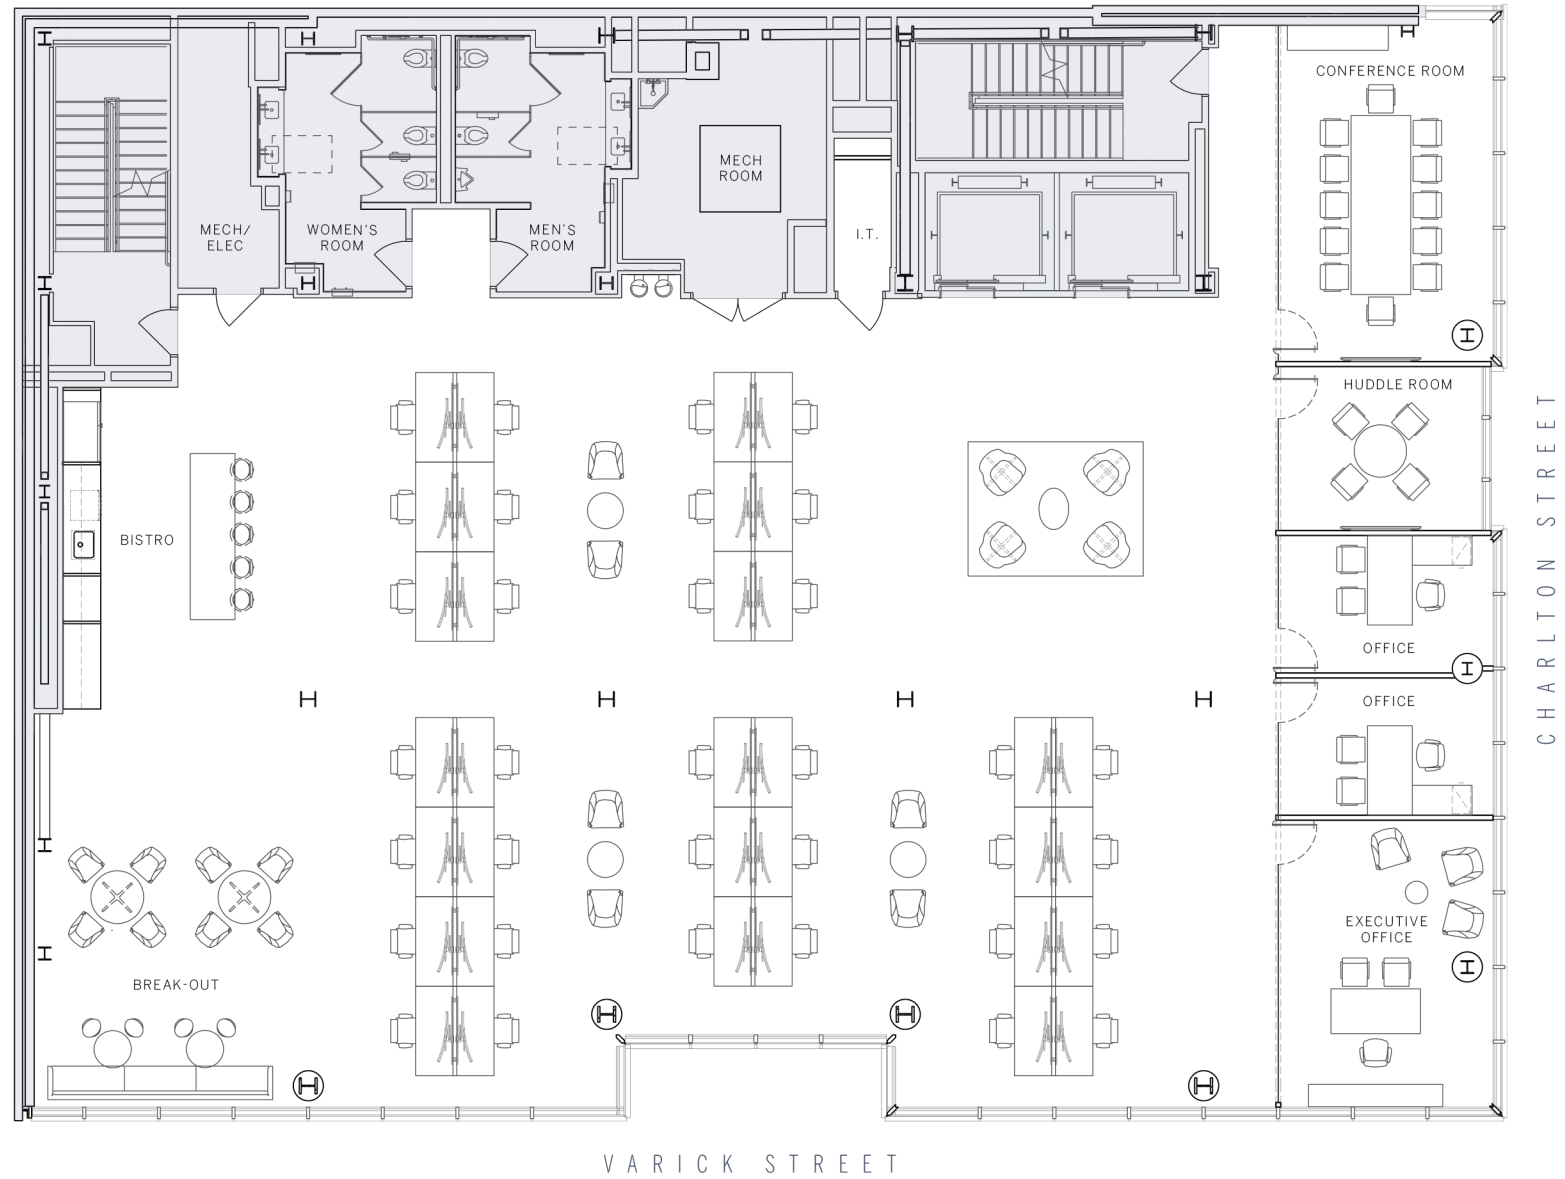 CONFERENCE ROOM
MECH
ROOM
MECH/
ELEC
WOMEN'S
ROOM
MEN'S
ROOM
I.T.
HUDDLE ROOM
BISTRO
OFFICE
OFFICE
EXECUTIVE
OFFICE
BREAK-OUT
CHARLTON STREET
VARICK STREET